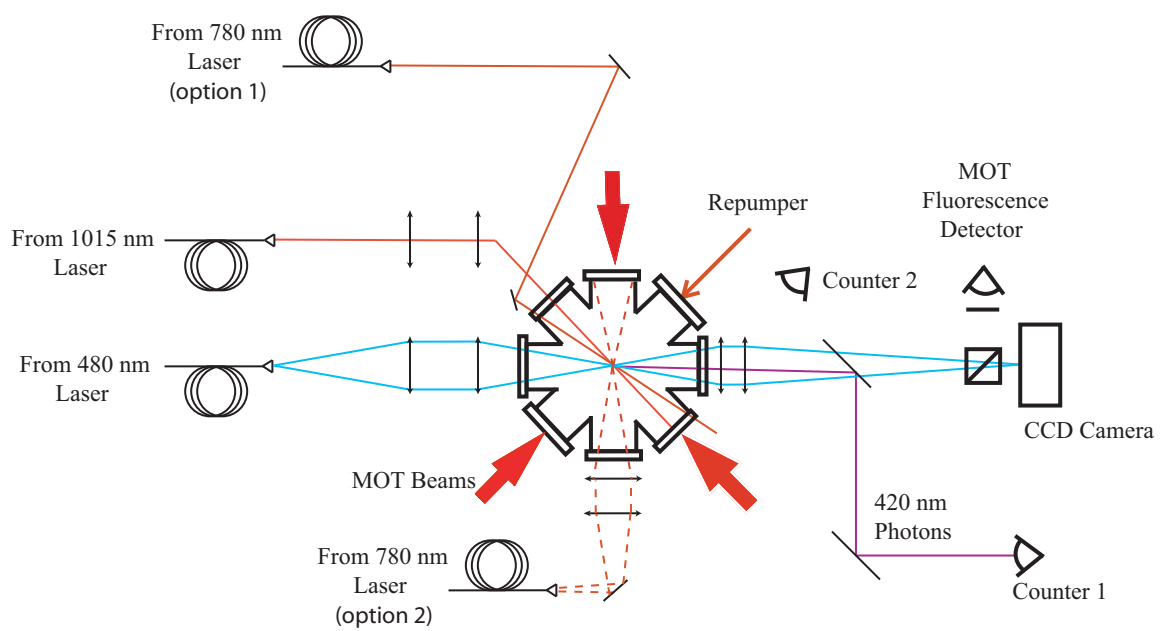 From 780 nm
Laser
(option 1)
MOT
Fluorescence
Detector
Repumper
From 1015 nm
Laser
Counter 2
From 480 nm
Laser
CCD Camera
MOT Beams
420 nm
Photons
From 780 nm
Laser
(option 2)
Counter 1